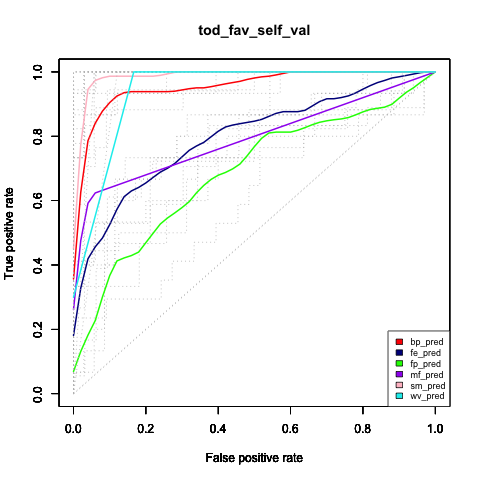 tod_fav_self_val
True positive rate
1.0
0.8
0.6
0.4
0.2
0.0
bp_pred
fe_pred
fp_pred
mf_pred
sm_pred
wv_pred
0.0 0.2 0.4 0.6 0.8 1.0
False positive rate